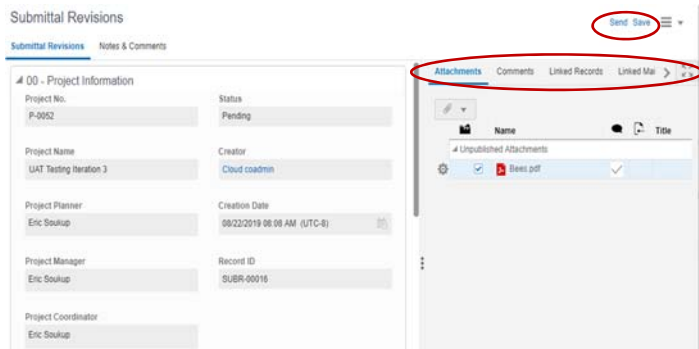 Submittal Revisions
Send Save
Submittal Revisions Notes & Comments
00 - Project Information
Project No.
P-0052
Status
Pending
Project Name
UAT Testing Iteration 3
Creator
Cloud coadmin
Project Planner
Eric Soukup
Creation Date
08/22/2019 08:08 AM (UTC-8)
Project Manager
Eric Soukup
Record ID
SUBR-00016
Project Coordinator
Eric Soukup
Attachments Comments Linked Records Linked Mai
Name Title
Unpublished Attachments
Bees.pdf